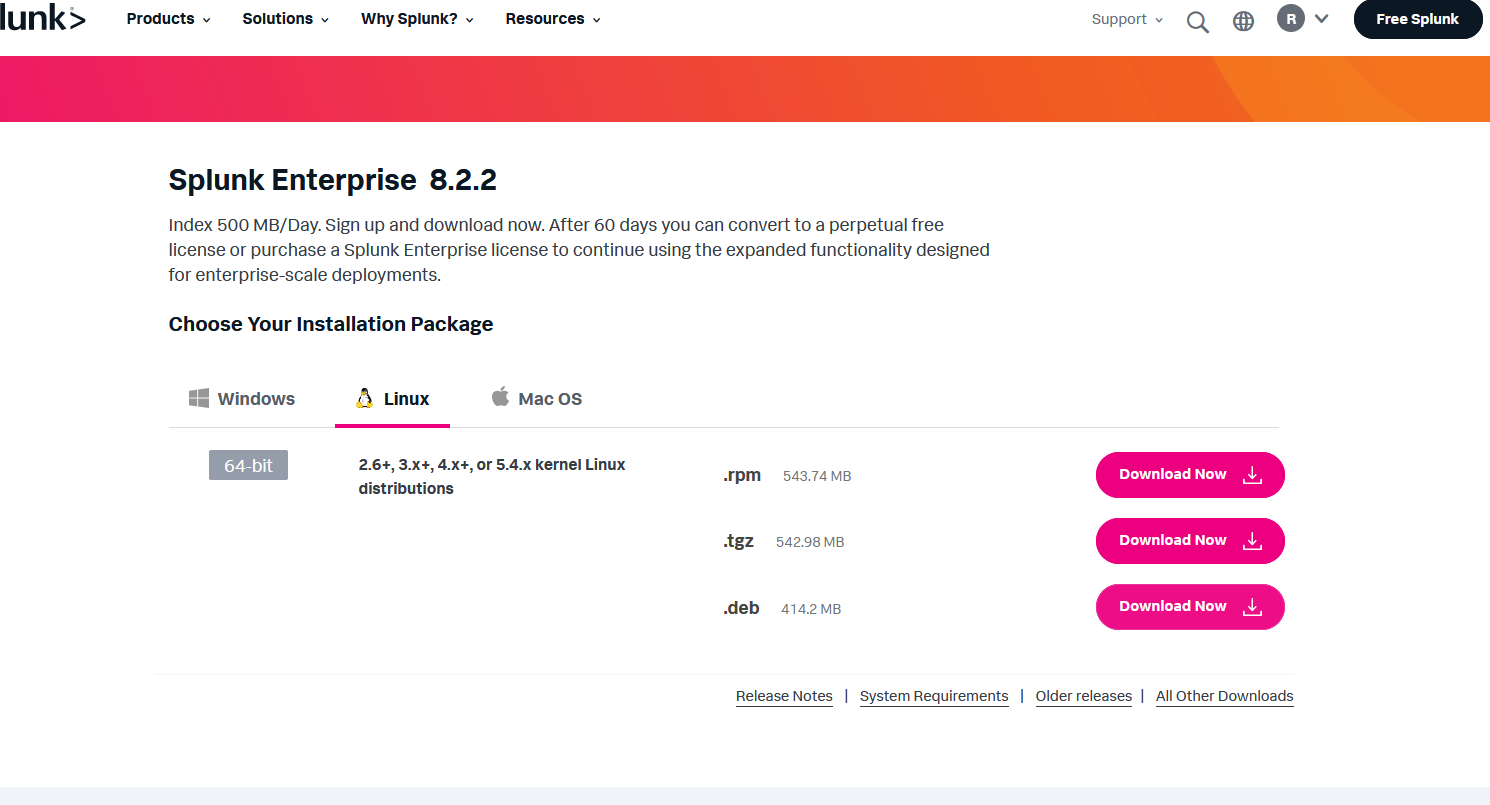 lunk>
Products
Solutions
Why Splunk?
Resources
Support
R
Free Splunk
Splunk Enterprise 8.2.2
Index 500 MB/Day. Sign up and download now. After 60 days you can convert to a perpetual free
license or purchase a Splunk Enterprise license to continue using the expanded functionality designed
for enterprise-scale deployments.
Choose Your Installation Package
Windows
Linux
Mac OS
64-bit
2.6+, 3.x+, 4.x+, or 5.4.x kernel Linux
distributions
.rpm 543.74 MB
Download Now
.tgz 542.98 MB
Download Now
.deb 414.2 MB
Download Now
Release Notes | System Requirements | Older releases | All Other Downloads